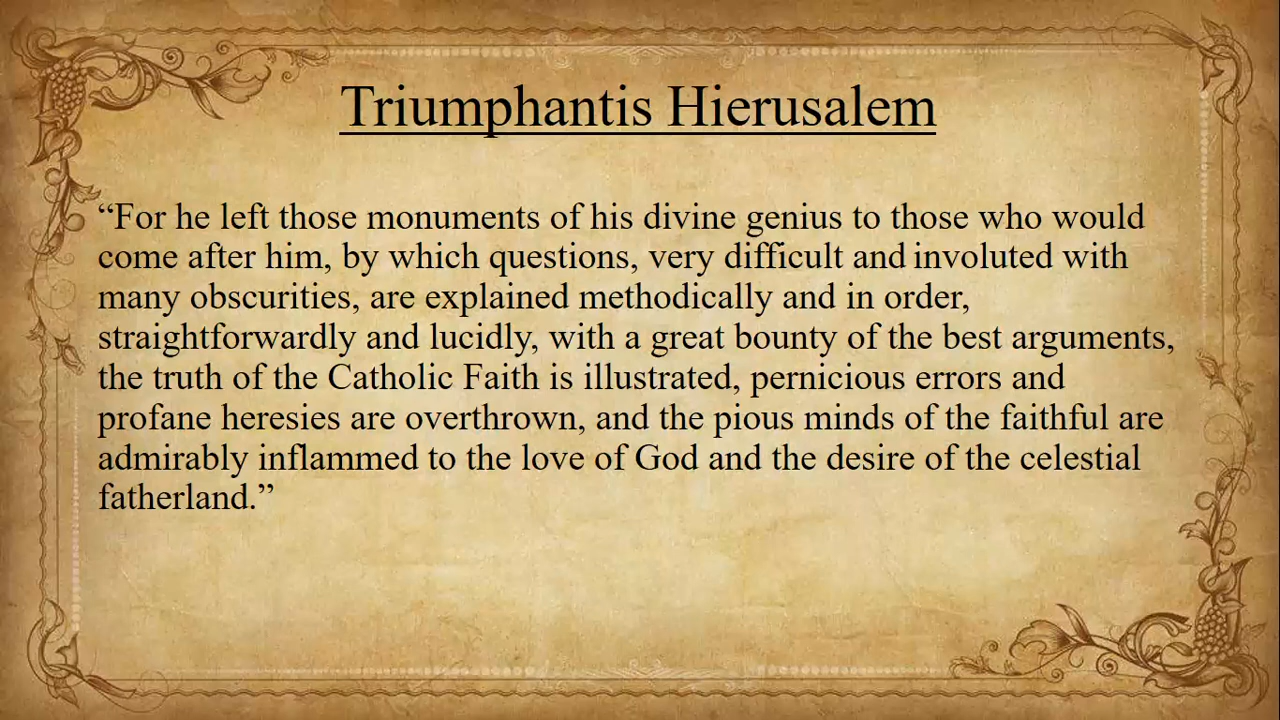 Triumphantis Hierusalem
“For he left those monuments of his divine genius to those who would
come after him, by which questions, very difficult and involuted with
many obscurities, are explained methodically and in order,
straightforwardly and lucidly, with a great bounty of the best arguments,
the truth of the Catholic Faith is illustrated, pernicious errors and
profane heresies are overthrown, and the pious minds of the faithful are
admirably inflammed to the love of God and the desire of the celestial
fatherland.”